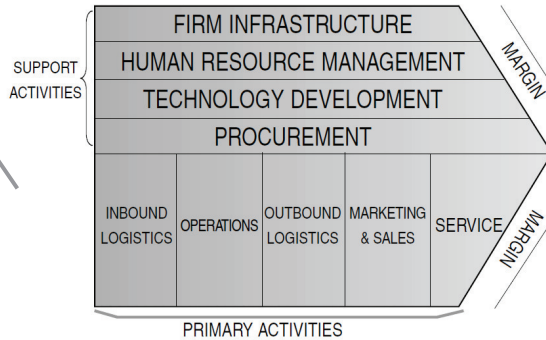 FIRM INFRASTRUCTURE
HUMAN RESOURCE MANAGEMENT
TECHNOLOGY DEVELOPMENT
PROCUREMENT
SUPPORT
ACTIVITIES
MARGIN
INBOUND
LOGISTICS
OPERATIONS
OUTBOUND
LOGISTICS
MARKETING
& SALES
SERVICE
MARGIN
PRIMARY ACTIVITIES